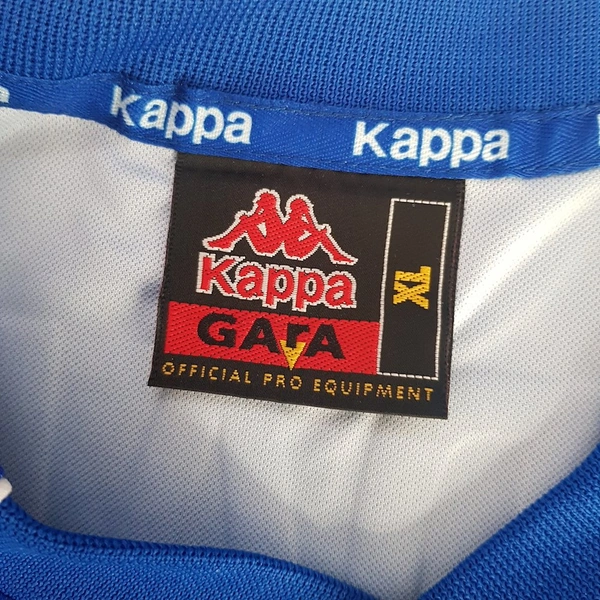 Kappa Kappa
Kappa
GArA
OFFICIAL PRO EQUIPMENT
XL